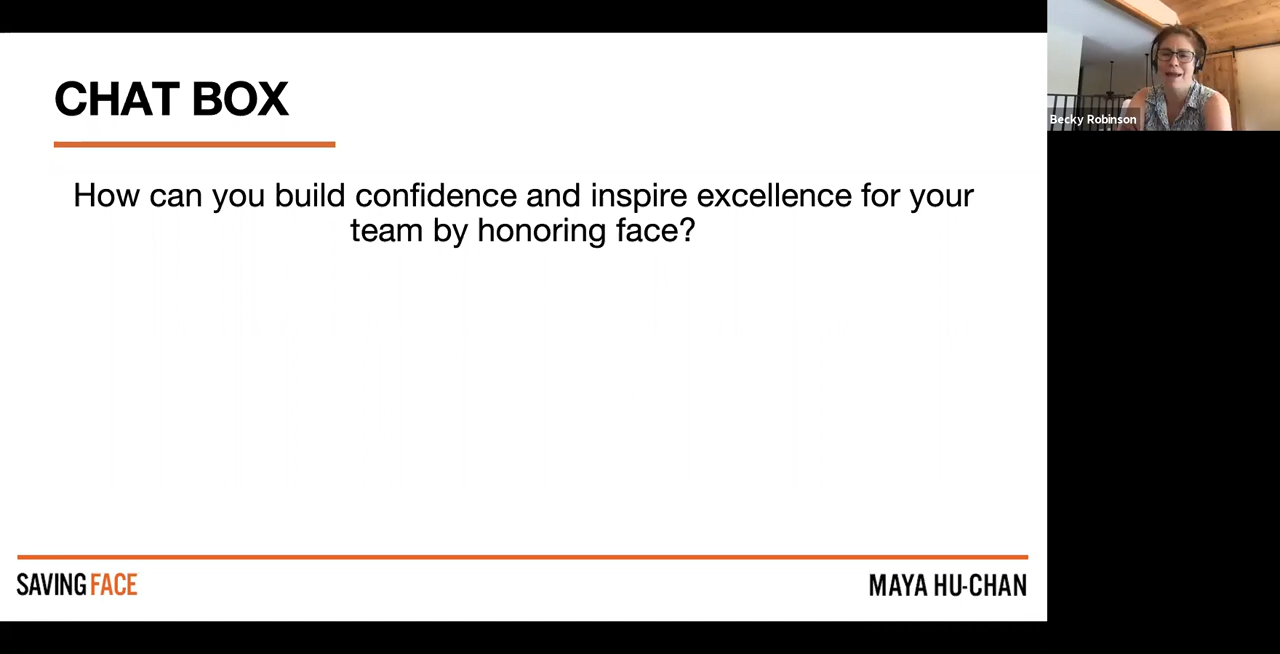 CHAT BOX
How can you build confidence and inspire excellence for your
team by honoring face?
SAVING FACE
MAYA HU-CHAN
Becky Robinson